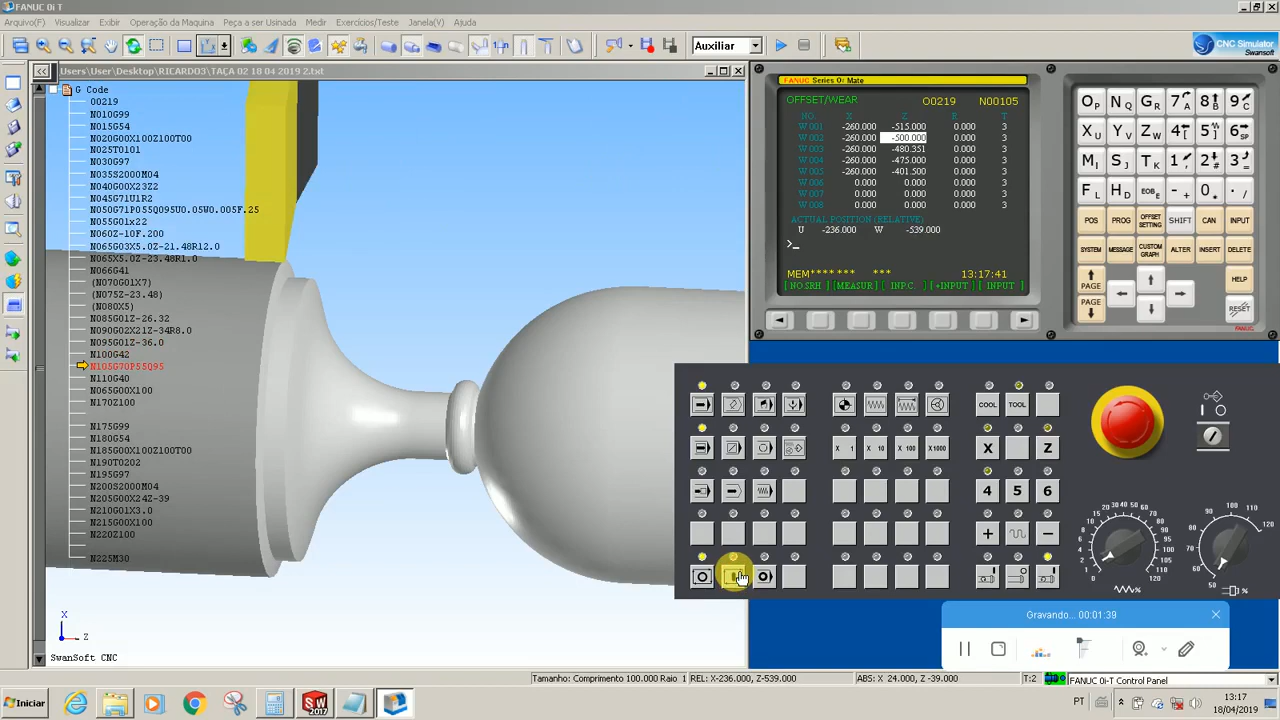 FANUC 0i T
Arquivo(F) Visualizar Exibir Operação da Maquina Peça a ser Usinada Medir Exercícios/Teste Janela(V) Ajuda
Auxiliar
CNC Simulator
Swansoft
<< Users\User\Desktop\RICARDO3\TAÇA 02 18 04 2019 2.txt
G Code
O0219
N010G99
N015G54
N020G00X100Z100T00
N025T0101
N030G97
N035S2000M04
N040G00X23Z2
N045G71U1R2
N050G71P055Q095U0.05W0.005F.25
N055G01x22
N060Z-10F.200
N065G03X5.0Z-21.48R12.0
N065X5.0Z-23.48R1.0
N066G41
(N070G01X7)
(N075Z-23.48)
(N080X5)
N085G01Z-26.32
N090G02X21Z-34R8.0
N095G01Z-36.0
N100G42
N105G70P55Q95
N110G40
N065G00X100
N170Z100
N175G99
N180G54
N185G00X100Z100T00
N190T0202
N195G97
N200S2000M04
N205G00X24Z-39
N210G01X3.0
N215G00X100
N220Z100
N225M30
X
Z
SwanSoft CNC
FANUC Series 0i Mate
OFFSET/WEAR O0219 N00105
NO. X Z R T
W 001 -260.000 -515.000 0.000 3
W 002 -260.000 -500.000 0.000 3
W 003 -260.000 -480.351 0.000 3
W 004 -260.000 -475.000 0.000 3
W 005 -260.000 -401.500 0.000 3
W 006 0.000 0.000 0.000 3
W 007 0.000 0.000 0.000 3
W 008 0.000 0.000 0.000 3
ACTUAL POSITION (RELATIVE)
U -236.000 W -539.000
>_
MEM******* *** 13:17:41
[ NO.SRH ] [MEASUR ] [ INP.C. ] [ +INPUT ] [ INPUT ]
POS PROG OFFSET SETTING SHIFT CAN INPUT
SYSTEM MESSAGE CUSTOM GRAPH ALTER INSERT DELETE
PAGE HELP
PAGE RESET
COOL TOOL
X 1 X 10 X 100 X1000 X Z
4 5 6
+ −
Gravando... 00:01:39
Tamanho: Comprimento 100.000 Raio 1 REL: X-236.000, Z-539.000 ABS: X 24.000, Z -39.000 T:2 FANUC 0i-T Control Panel
Iniciar PT 13:17
18/04/2019